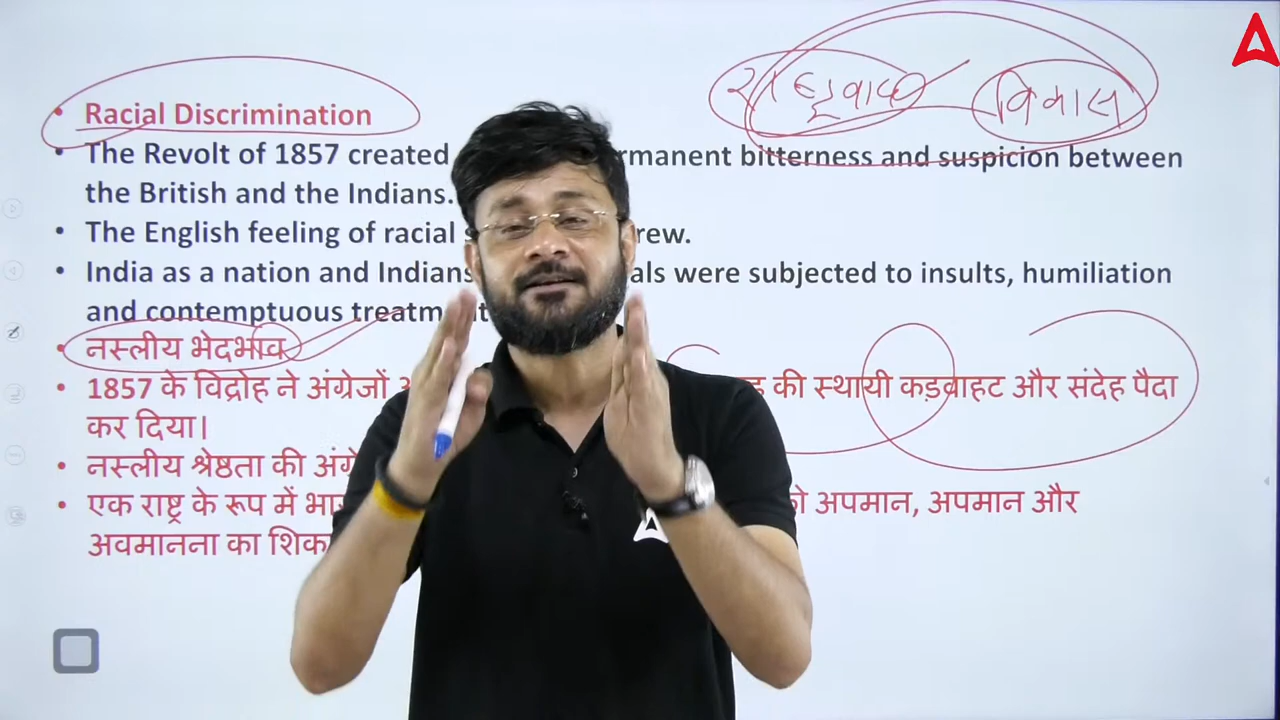 राष्ट्रवाद विकास
• Racial Discrimination
• The Revolt of 1857 created rmanent bitterness and suspicion between
the British and the Indians.
• The English feeling of racial s rew.
• India as a nation and Indians als were subjected to insults, humiliation
and contemptuous treatment
• नस्लीय भेदभाव
• 1857 के विद्रोह ने अंग्रेजों की स्थायी कड़वाहट और संदेह पैदा
कर दिया।
• नस्लीय श्रेष्ठता की अंग्रे
• एक राष्ट्र के रूप में भार को अपमान, अपमान और
अवमानना का शिक